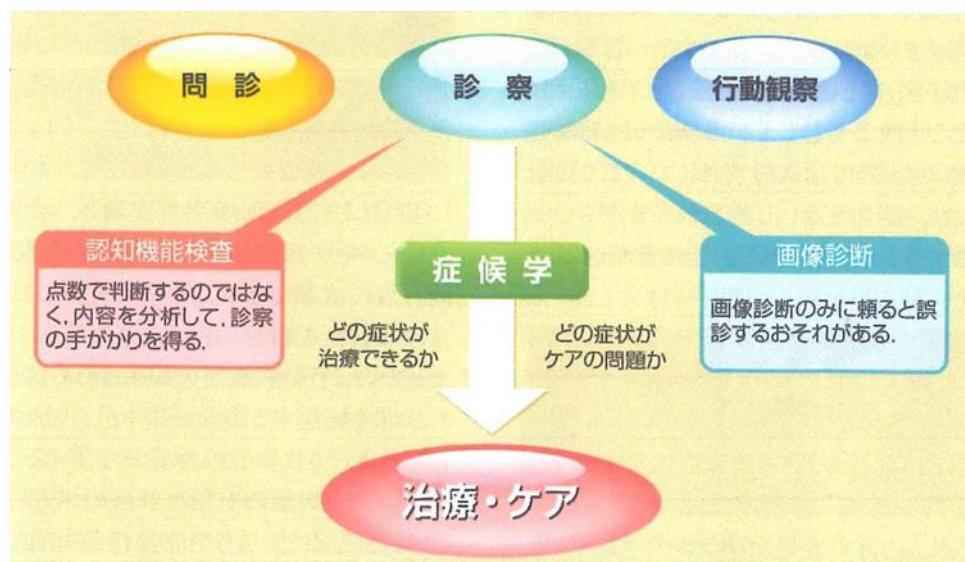 問診
診察
行動観察
認知機能検査
点数で判断するのではな
く，内容を分析して，診察
の手がかりを得る．
症候学
画像診断
画像診断のみに頼ると誤
診するおそれがある．
どの症状が
治療できるか
どの症状が
ケアの問題か
治療・ケア